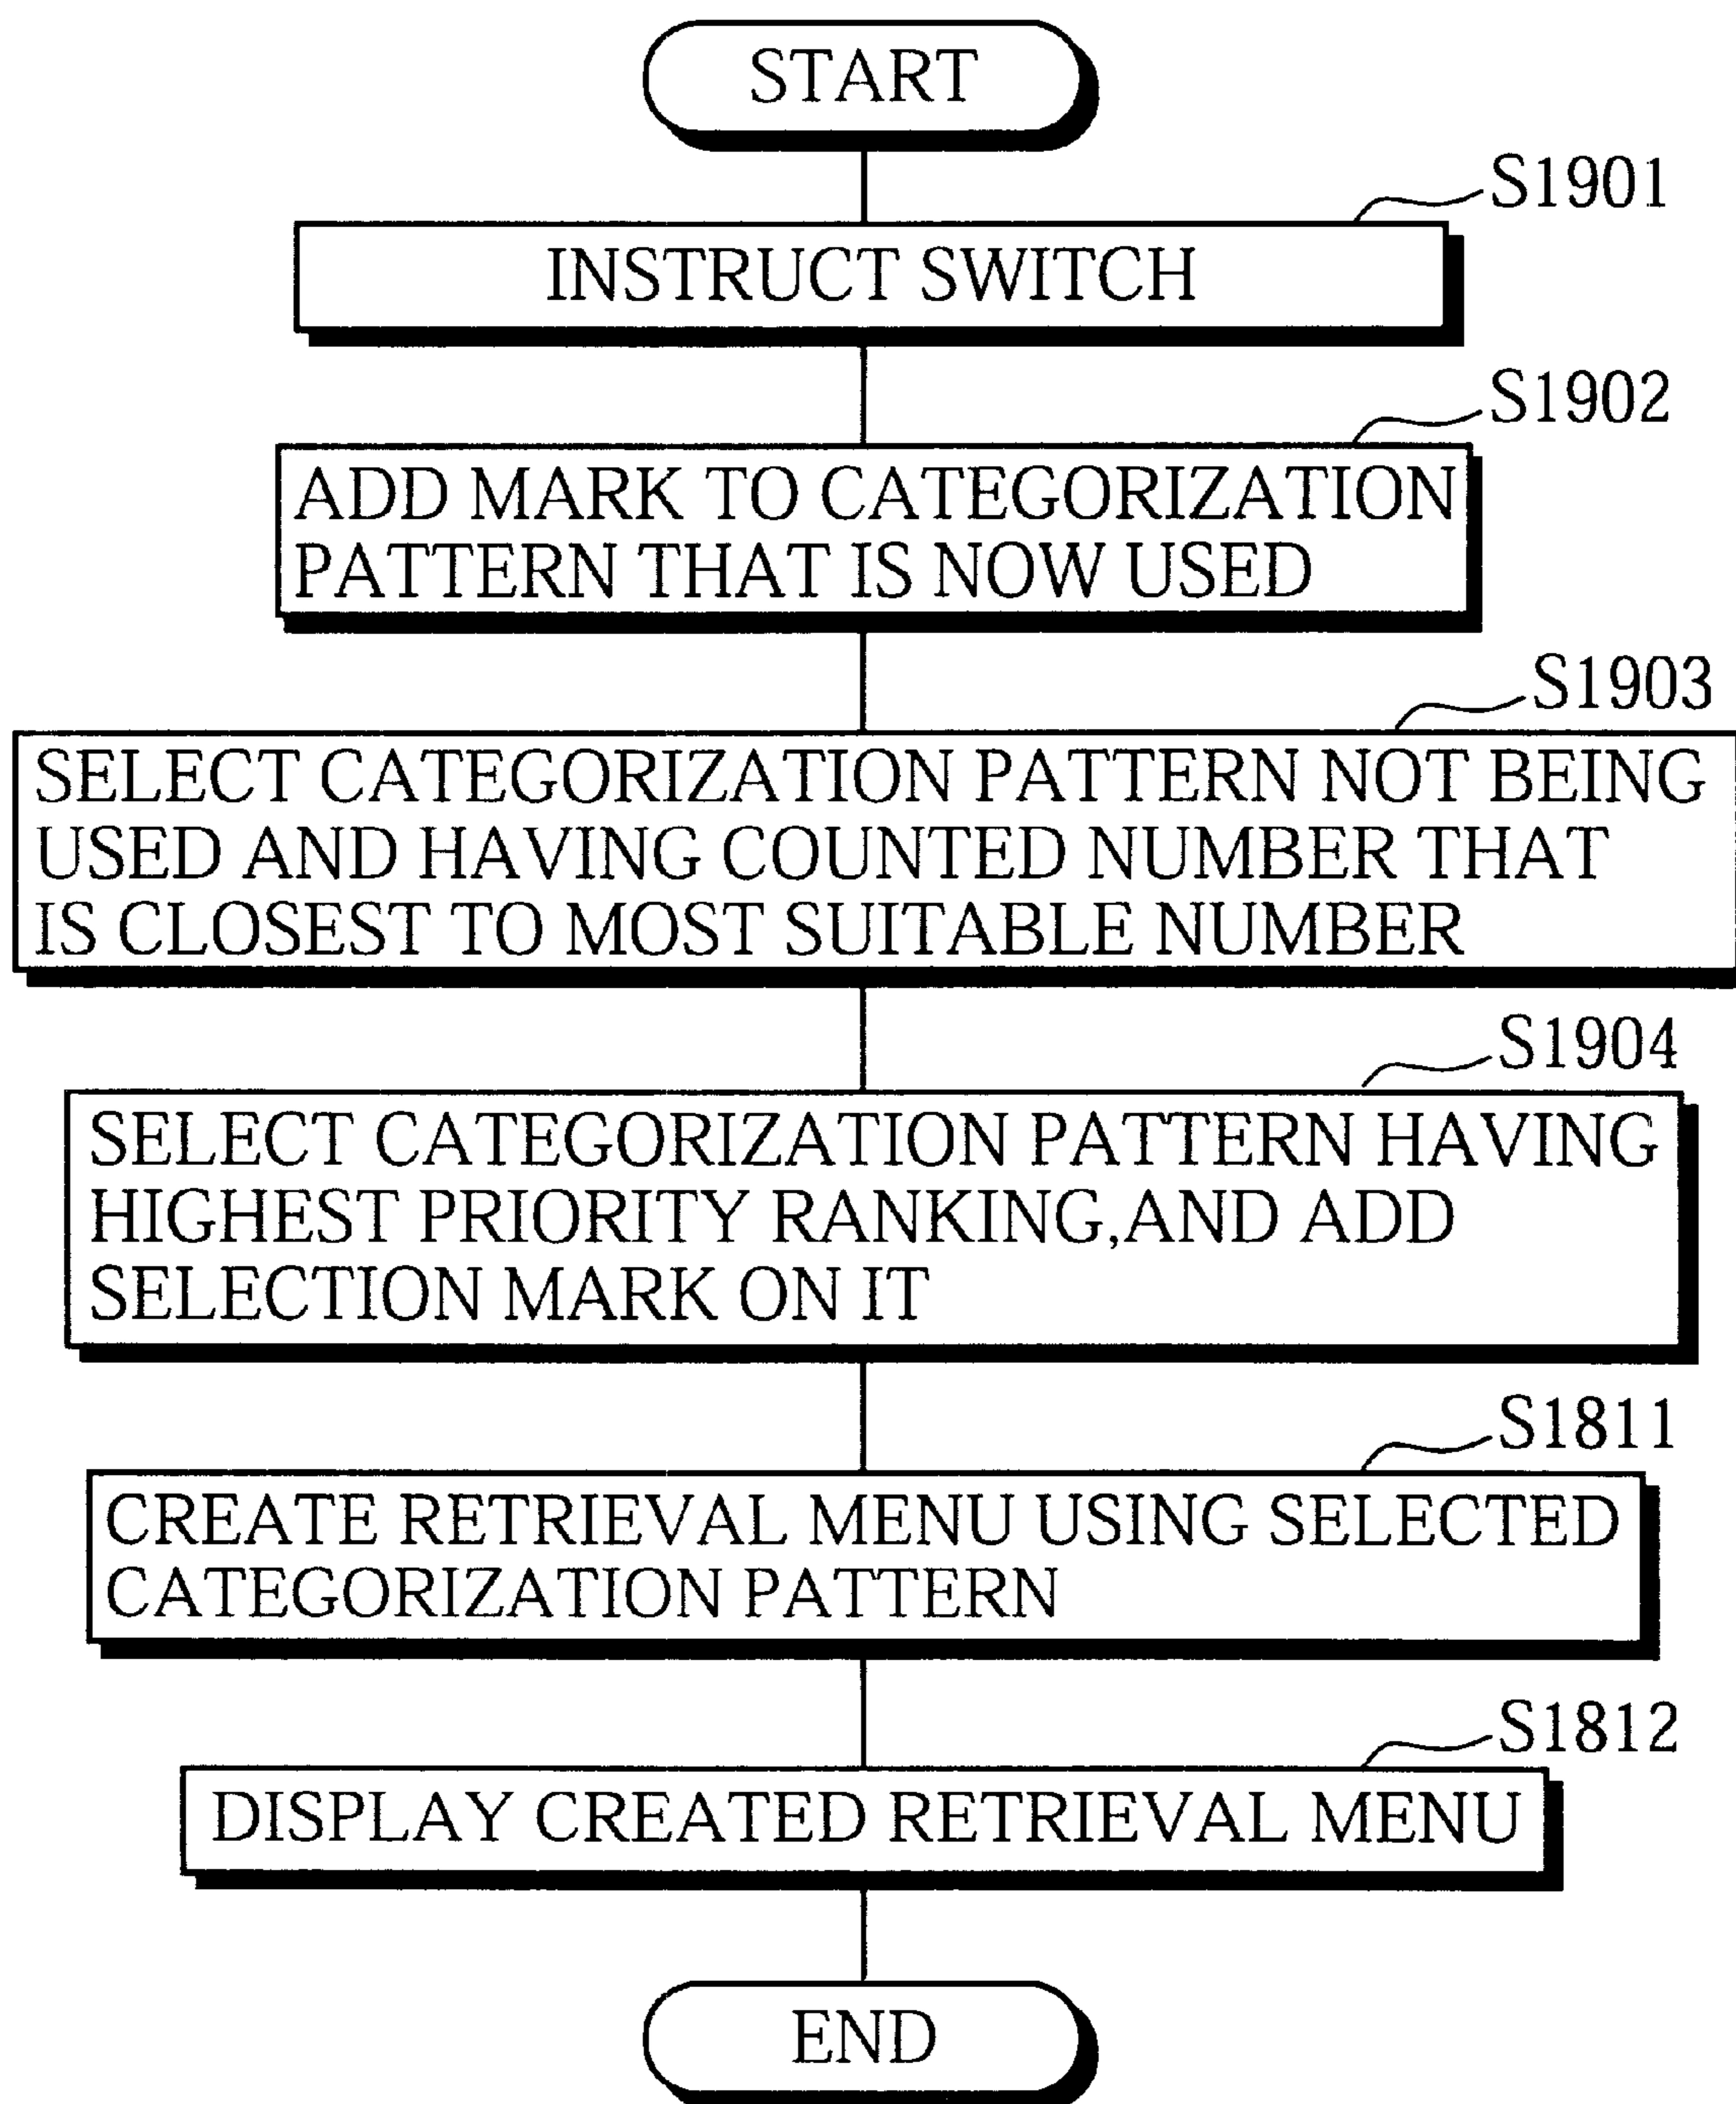 START
S1901
INSTRUCT SWITCH
S1902
ADD MARK TO CATEGORIZATION
PATTERN THAT IS NOW USED
S1903
SELECT CATEGORIZATION PATTERN NOT BEING
USED AND HAVING COUNTED NUMBER THAT
IS CLOSEST TO MOST SUITABLE NUMBER
S1904
SELECT CATEGORIZATION PATTERN HAVING
HIGHEST PRIORITY RANKING,AND ADD
SELECTION MARK ON IT
S1811
CREATE RETRIEVAL MENU USING SELECTED
CATEGORIZATION PATTERN
S1812
DISPLAY CREATED RETRIEVAL MENU
END